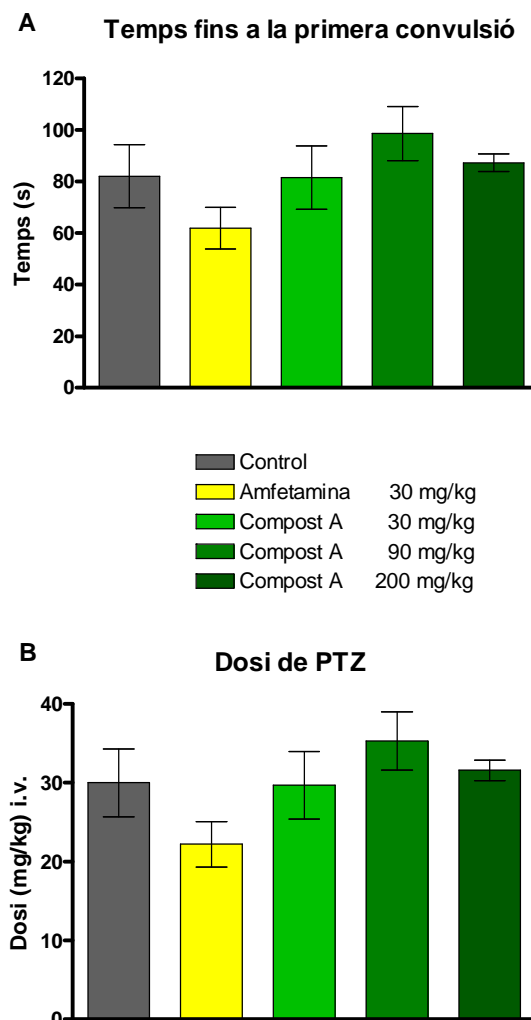 A Temps fins a la primera convulsió
120
100
80
60
40
20
0
Temps (s)
Control
Amfetamina 30 mg/kg
Compost A 30 mg/kg
Compost A 90 mg/kg
Compost A 200 mg/kg
B Dosi de PTZ
40
30
20
10
0
Dosi (mg/kg) i.v.